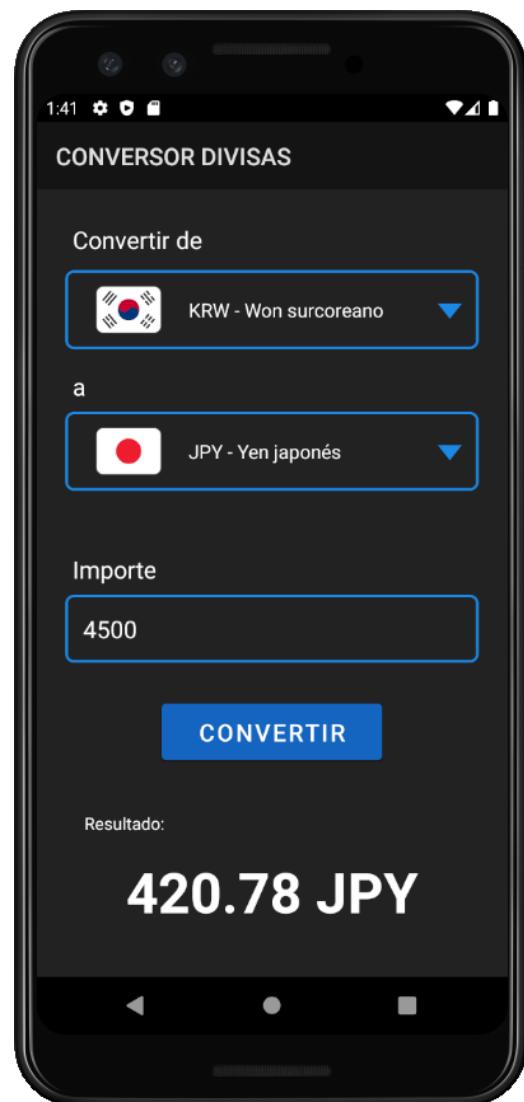 1:41
CONVERSOR DIVISAS
Convertir de
KRW - Won surcoreano
a
JPY - Yen japonés
Importe
4500
CONVERTIR
Resultado:
420.78 JPY